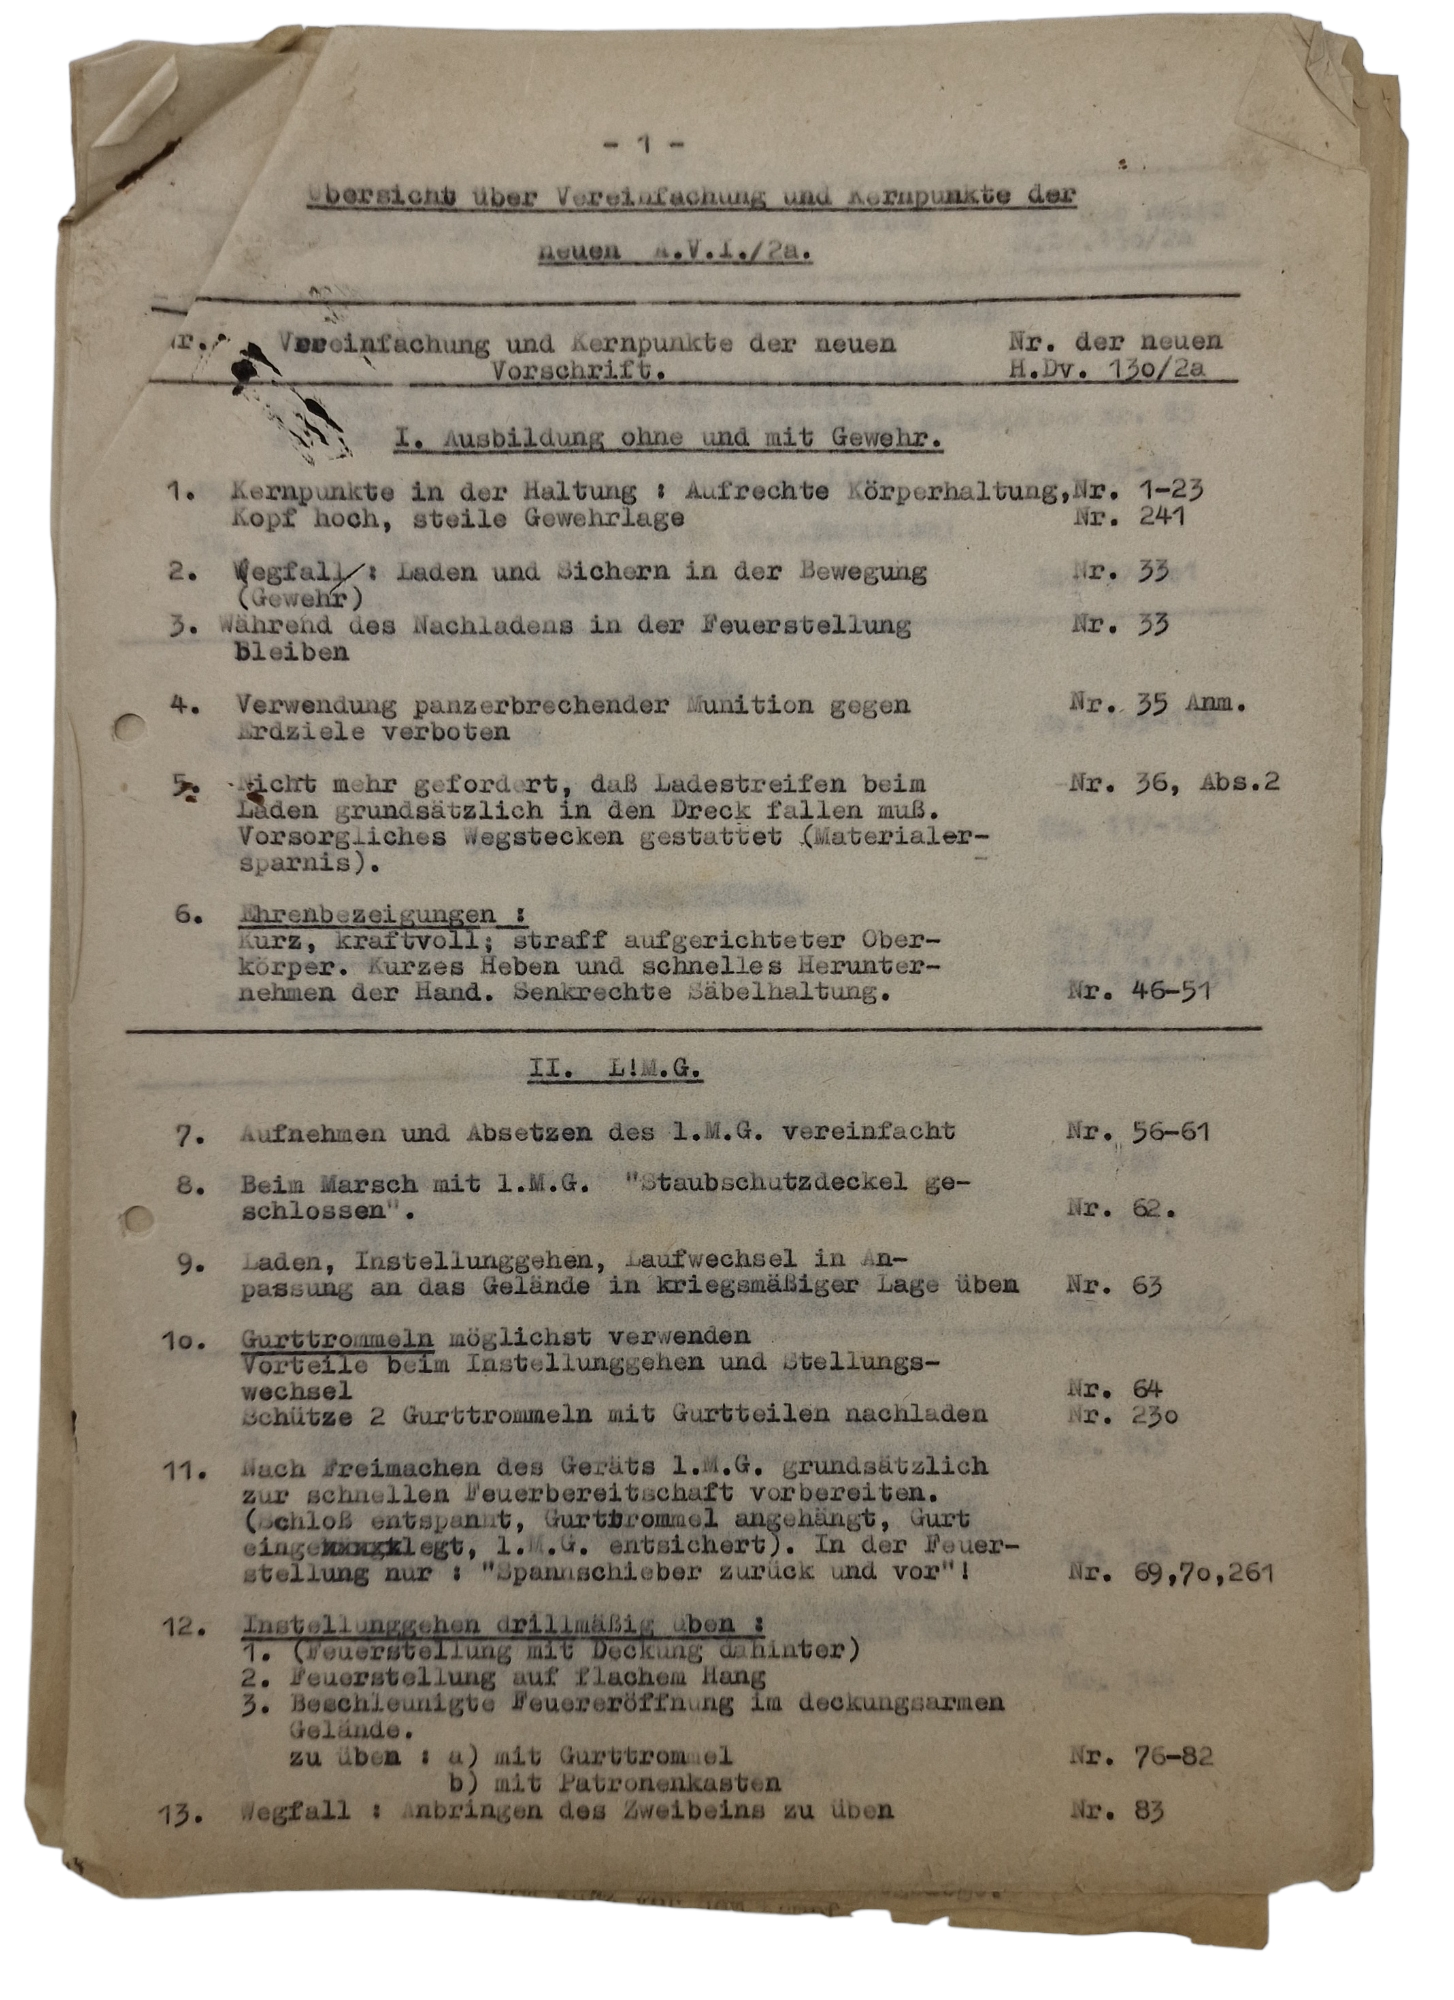 - 1 -
Übersicht über Vereinfachung und Kernpunkte der
neuen A.V.I./2a.
Nr. Vereinfachung und Kernpunkte der neuen Nr. der neuen
Vorschrift. H.Dv. 13o/2a
I. Ausbildung ohne und mit Gewehr.
1. Kernpunkte in der Haltung : Aufrechte Körperhaltung, Nr. 1-23
Kopf hoch, steile Gewehrlage Nr. 241
2. Wegfall : Laden und Sichern in der Bewegung Nr. 33
(Gewehr)
3. Während des Nachladens in der Feuerstellung Nr. 33
bleiben
4. Verwendung panzerbrechender Munition gegen Nr. 35 Anm.
Erdziele verboten
5. Nicht mehr gefordert, daß Ladestreifen beim Nr. 36, Abs.2
Laden grundsätzlich in den Dreck fallen muß.
Vorsorgliches Wegstecken gestattet (Materialer-
sparnis).
6. Ehrenbezeigungen :
Kurz, kraftvoll; straff aufgerichteter Ober-
körper. Kurzes Heben und schnelles Herunter-
nehmen der Hand. Senkrechte Säbelhaltung. Nr. 46-51
II. L!M.G.
7. Aufnehmen und Absetzen des l.M.G. vereinfacht Nr. 56-61
8. Beim Marsch mit l.M.G. "Staubschutzdeckel ge-
schlossen". Nr. 62.
9. Laden, Instellunggehen, Laufwechsel in An-
passung an das Gelände in kriegsmäßiger Lage üben Nr. 63
1o. Gurttrommeln möglichst verwenden
Vorteile beim Instellunggehen und Stellungs-
wechsel Nr. 64
Schütze 2 Gurttrommeln mit Gurtteilen nachladen Nr. 23o
11. Nach Freimachen des Geräts l.M.G. grundsätzlich
zur schnellen Feuerbereitschaft vorbereiten.
(Schloß entspannt, Gurttrommel angehängt, Gurt
eingelegt, l.M.G. entsichert). In der Feuer-
stellung nur : "Spannschieber zurück und vor"! Nr. 69,7o,261
12. Instellunggehen drillmäßig üben :
1. (Feuerstellung mit Deckung dahinter)
2. Feuerstellung auf flachem Hang
3. Beschleunigte Feuereröffnung im deckungsarmen
Gelände.
zu üben : a) mit Gurttrommel Nr. 76-82
b) mit Patronenkasten
13. Wegfall : Anbringen des Zweibeins zu üben Nr. 83